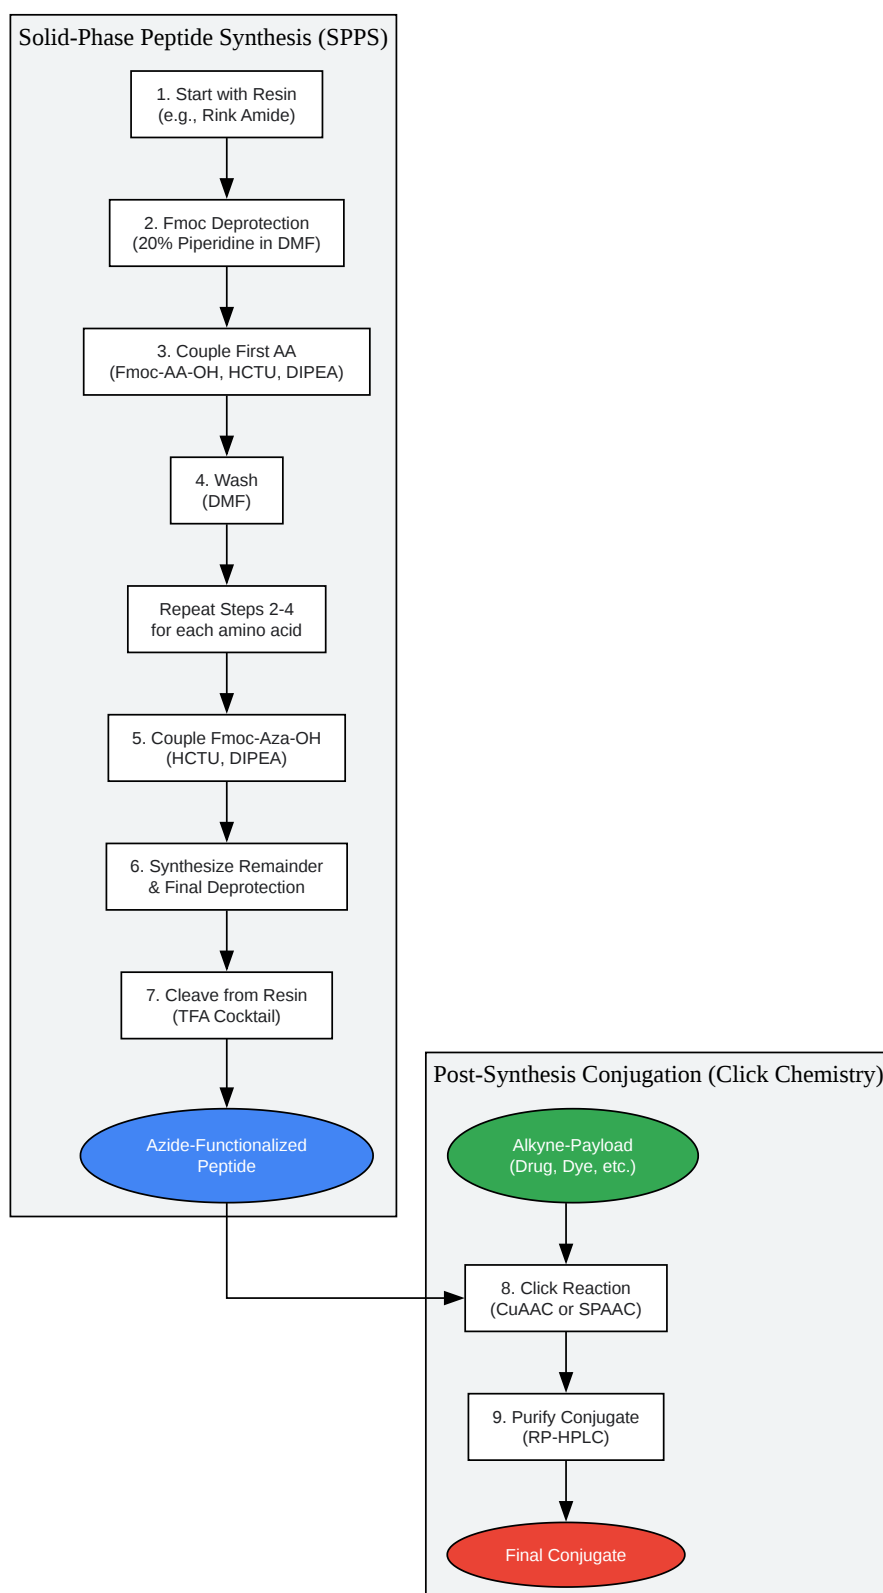 Solid-Phase Peptide Synthesis (SPPS)
1. Start with Resin
(e.g., Rink Amide)
2. Fmoc Deprotection
(20% Piperidine in DMF)
3. Couple First AA
(Fmoc-AA-OH, HCTU, DIPEA)
4. Wash
(DMF)
Repeat Steps 2-4
for each amino acid
5. Couple Fmoc-Aza-OH
(HCTU, DIPEA)
6. Synthesize Remainder
& Final Deprotection
7. Cleave from Resin
(TFA Cocktail)
Azide-Functionalized
Peptide
Post-Synthesis Conjugation (Click Chemistry)
Alkyne-Payload
(Drug, Dye, etc.)
8. Click Reaction
(CuAAC or SPAAC)
9. Purify Conjugate
(RP-HPLC)
Final Conjugate